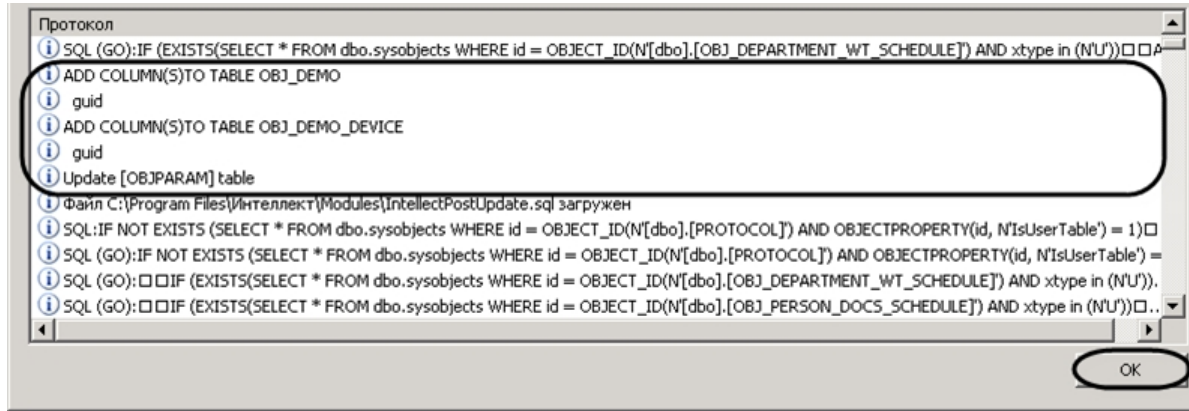 Протокол
SQL (GO):IF (EXISTS(SELECT * FROM dbo.sysobjects WHERE id = OBJECT_ID(N'[dbo].[OBJ_DEPARTMENT_WT_SCHEDULE]') AND xtype in (N'U'))□□A
ADD COLUMN(S)TO TABLE OBJ_DEMO
guid
ADD COLUMN(S)TO TABLE OBJ_DEMO_DEVICE
guid
Update [OBJPARAM] table
Файл C:\Program Files\Интеллект\Modules\IntellectPostUpdate.sql загружен
SQL:IF NOT EXISTS (SELECT * FROM dbo.sysobjects WHERE id = OBJECT_ID(N'[dbo].[PROTOCOL]') AND OBJECTPROPERTY(id, N'IsUserTable') = 1)□
SQL (GO):IF NOT EXISTS (SELECT * FROM dbo.sysobjects WHERE id = OBJECT_ID(N'[dbo].[PROTOCOL]') AND OBJECTPROPERTY(id, N'IsUserTable') =
SQL (GO):□□IF (EXISTS(SELECT * FROM dbo.sysobjects WHERE id = OBJECT_ID(N'[dbo].[OBJ_DEPARTMENT_WT_SCHEDULE]') AND xtype in (N'U')).
SQL (GO):□□IF (EXISTS(SELECT * FROM dbo.sysobjects WHERE id = OBJECT_ID(N'[dbo].[OBJ_PERSON_DOCS_SCHEDULE]') AND xtype in (N'U'))□..
OK